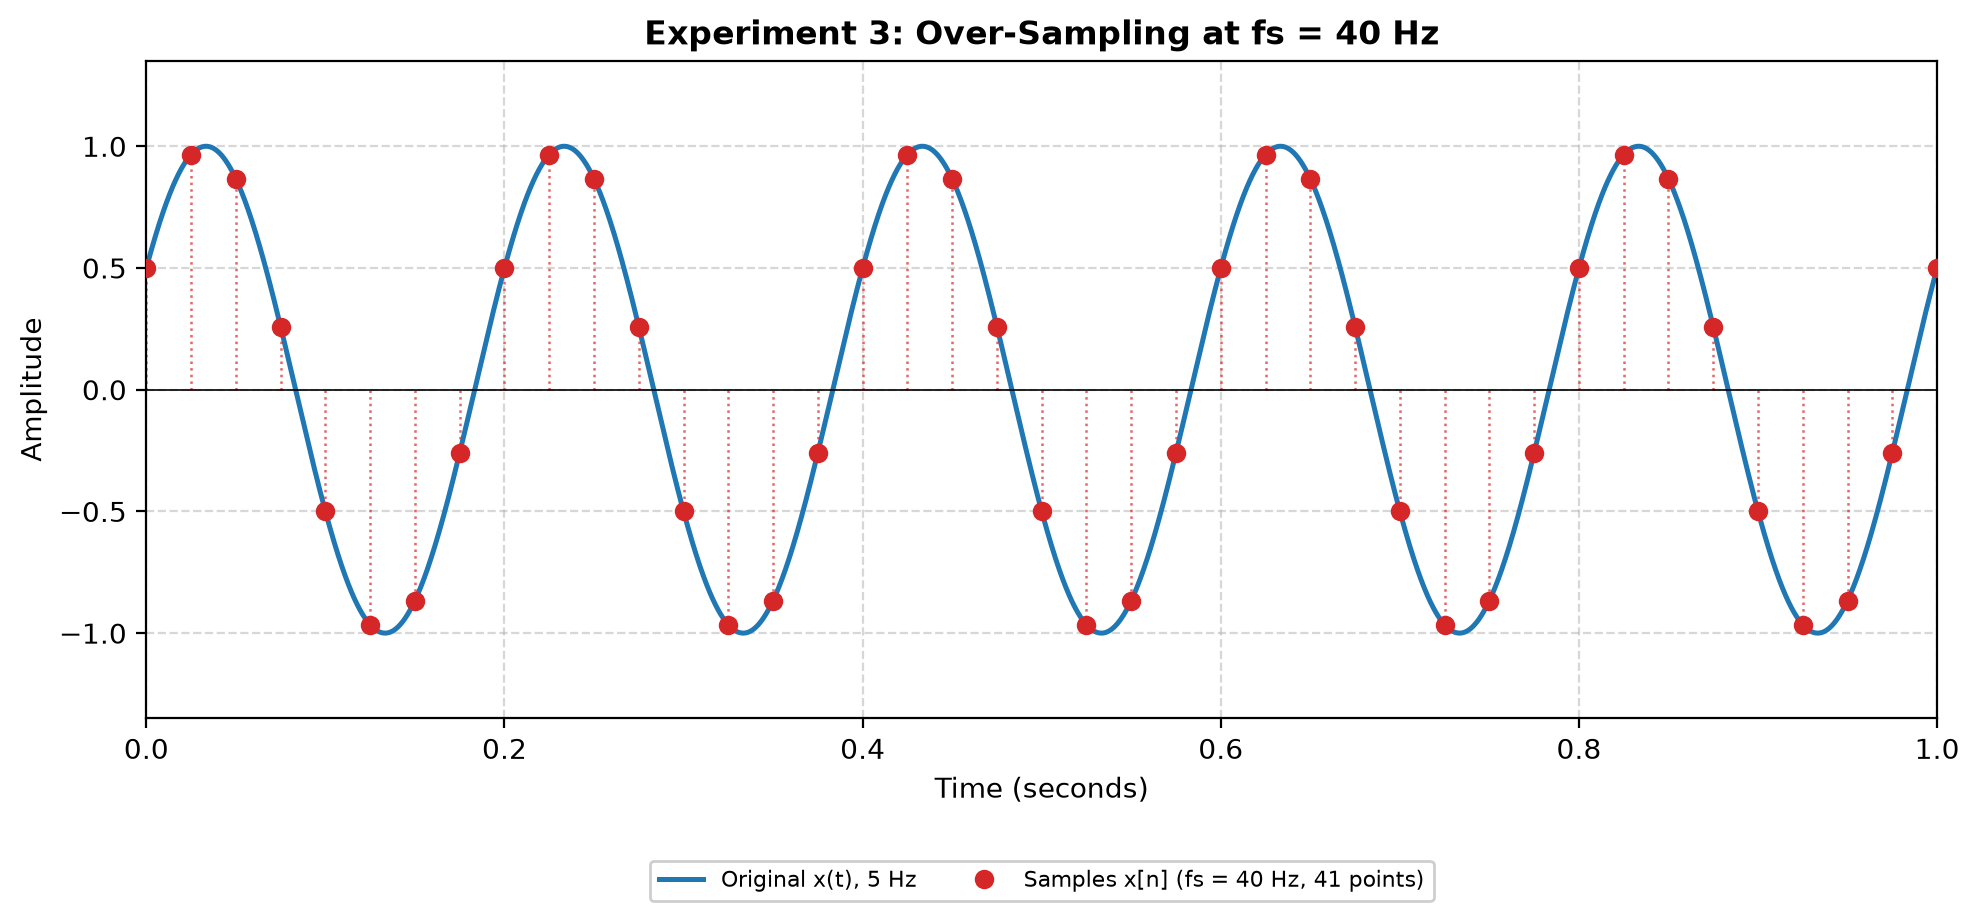 Experiment 3: Over-Sampling at fs = 40 Hz
Amplitude
1.0
0.5
0.0
−0.5
−1.0
0.0 0.2 0.4 0.6 0.8 1.0
Time (seconds)
Original x(t), 5 Hz Samples x[n] (fs = 40 Hz, 41 points)